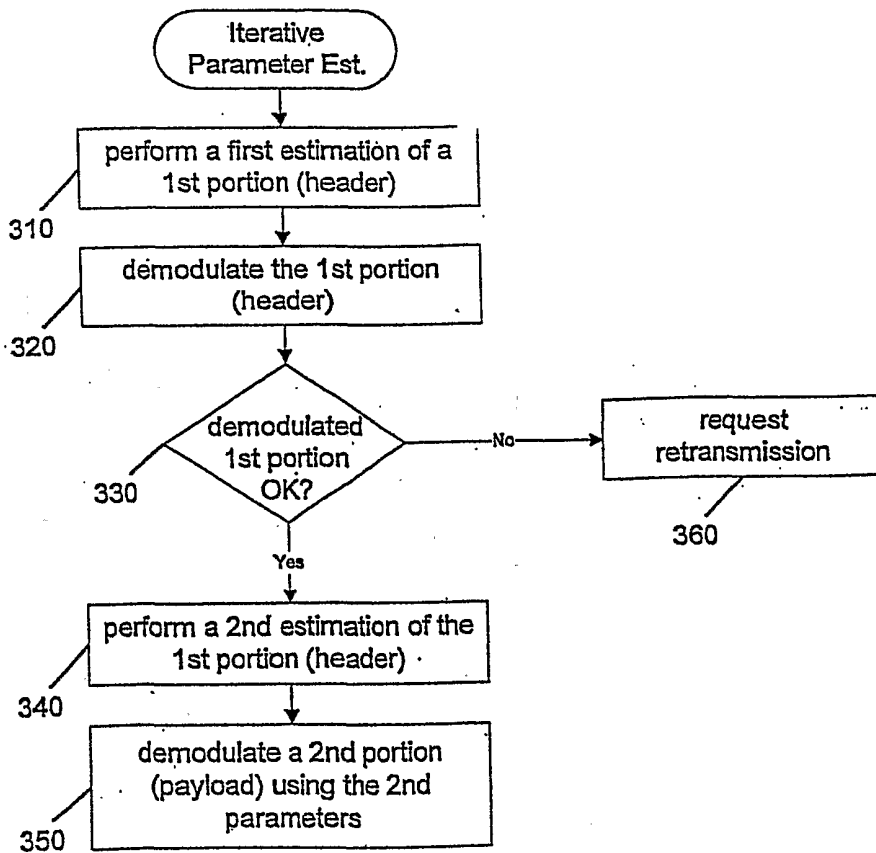 Iterative
Parameter Est.
perform a first estimation of a
1st portion (header)
310
demodulate the 1st portion
(header)
320
demodulated
1st portion
OK?
330
No
request
retransmission
360
Yes
perform a 2nd estimation of the
1st portion (header)
340
demodulate a 2nd portion
(payload) using the 2nd
parameters
350